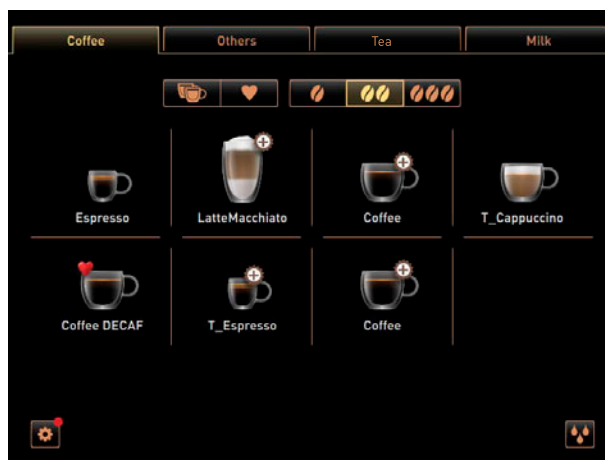 Coffee
Others
Tea
Milk
Espresso
LatteMacchiato
Coffee
T_Cappuccino
Coffee DECAF
T_Espresso
Coffee